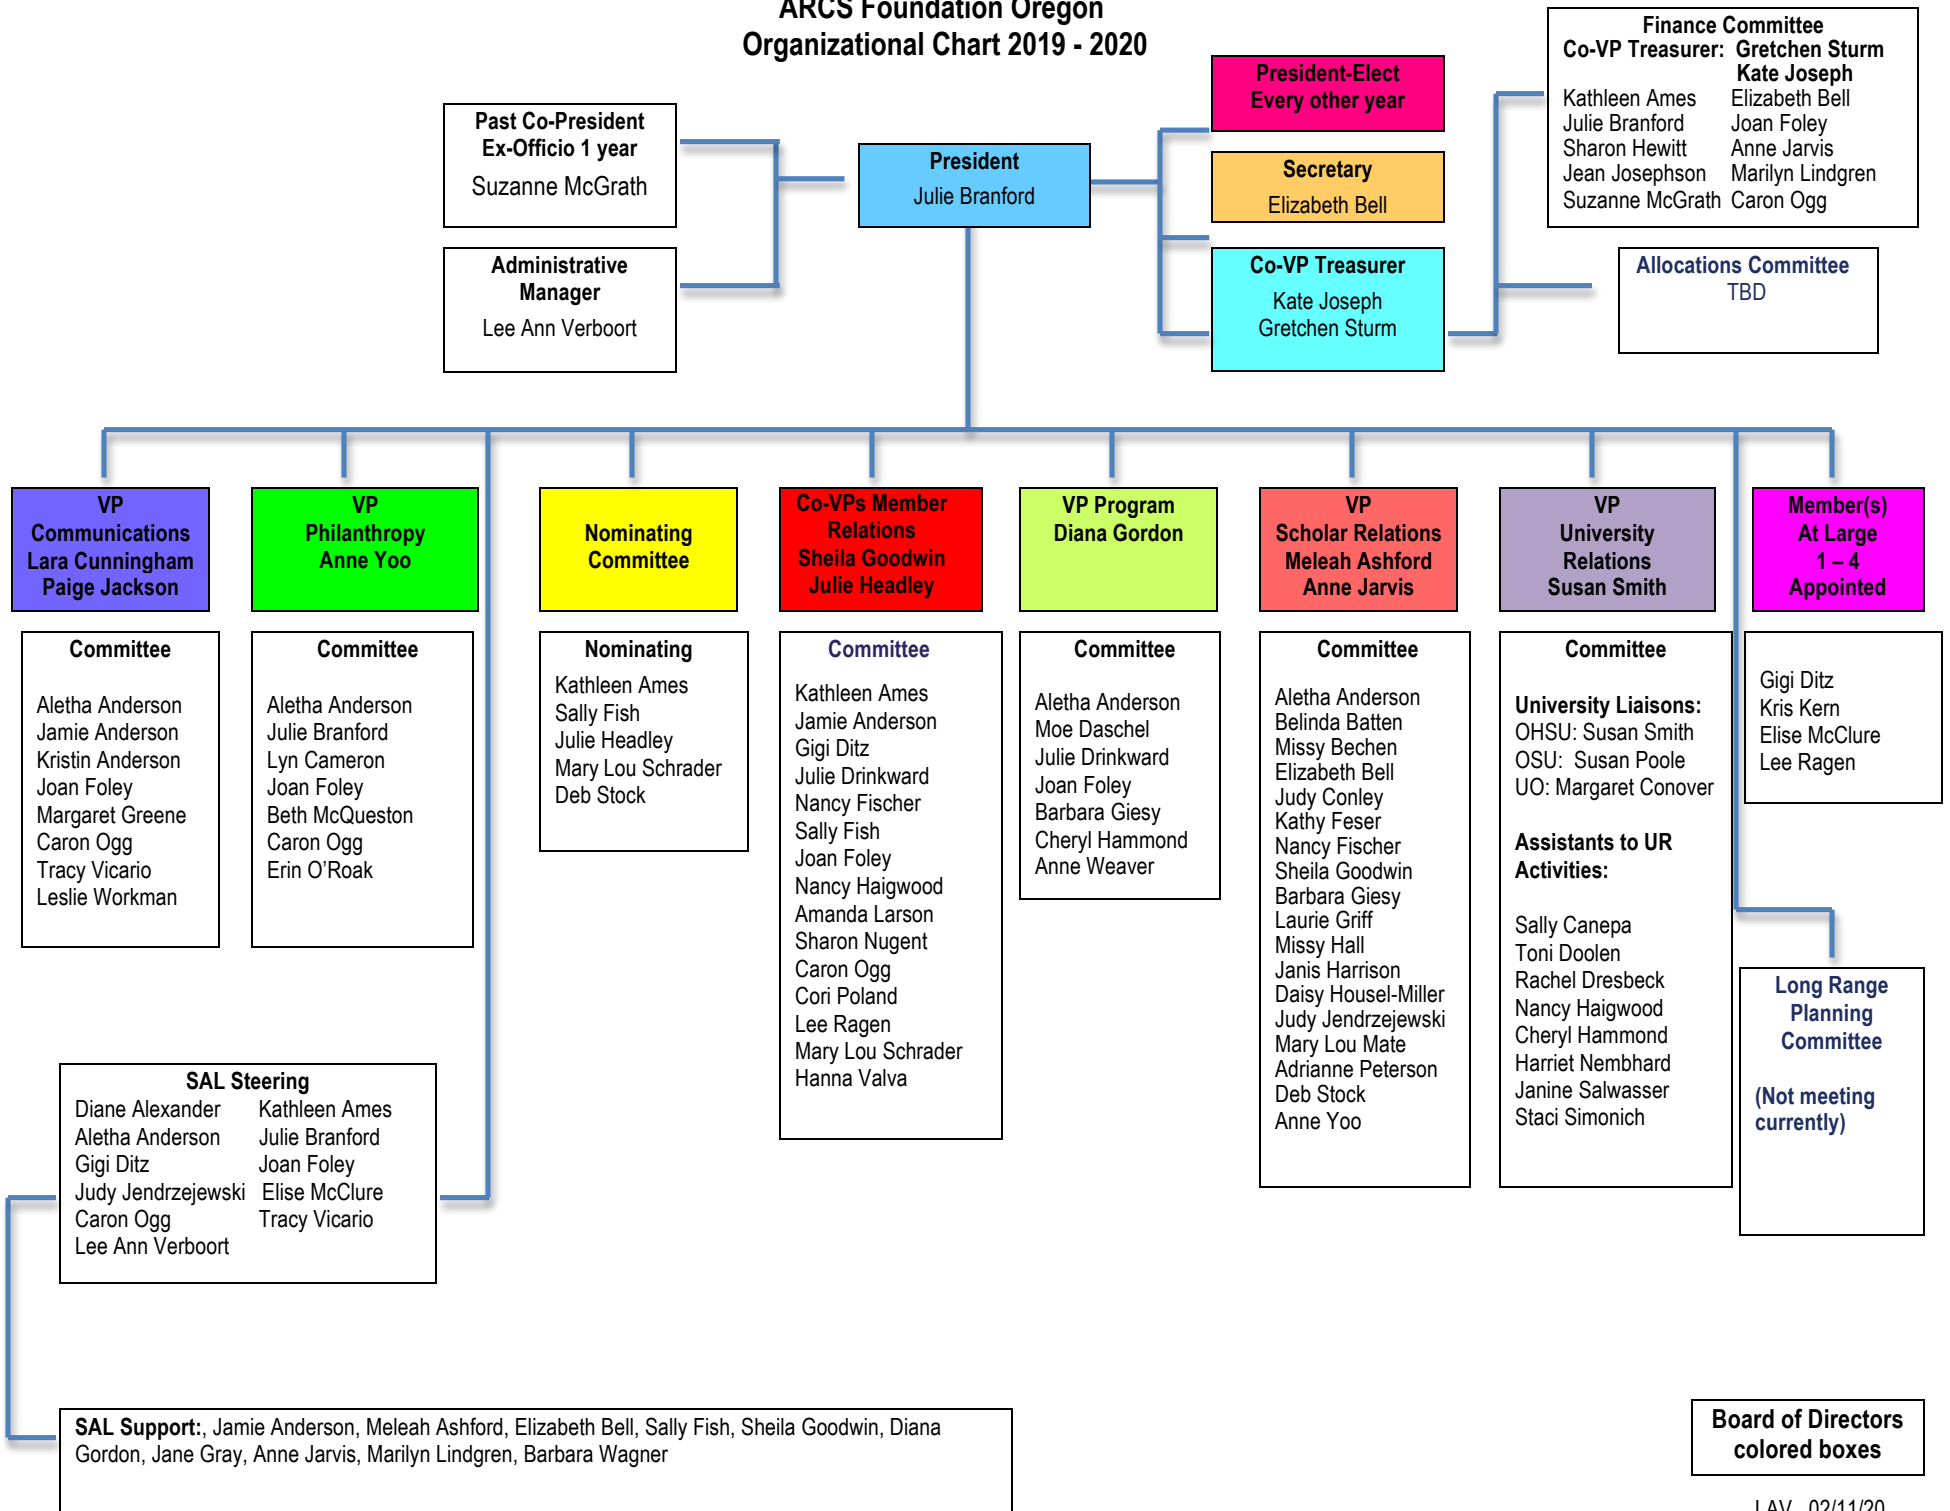 ARCS Foundation Oregon
Organizational Chart 2019 - 2020
Finance Committee
Co-VP Treasurer: Gretchen Sturm
Kate Joseph
Kathleen Ames Elizabeth Bell
Julie Branford Joan Foley
Sharon Hewitt Anne Jarvis
Jean Josephson Marilyn Lindgren
Suzanne McGrath Caron Ogg
President-Elect
Every other year
Past Co-President
Ex-Officio 1 year
Suzanne McGrath
President
Julie Branford
Secretary
Elizabeth Bell
Administrative
Manager
Lee Ann Verboort
Co-VP Treasurer
Kate Joseph
Gretchen Sturm
Allocations Committee
TBD
VP
Communications
Lara Cunningham
Paige Jackson
VP
Philanthropy
Anne Yoo
Nominating
Committee
Co-VPs Member
Relations
Sheila Goodwin
Julie Headley
VP Program
Diana Gordon
VP
Scholar Relations
Meleah Ashford
Anne Jarvis
VP
University
Relations
Susan Smith
Member(s)
At Large
1 – 4
Appointed
Committee
Aletha Anderson
Jamie Anderson
Kristin Anderson
Joan Foley
Margaret Greene
Caron Ogg
Tracy Vicario
Leslie Workman
Committee
Aletha Anderson
Julie Branford
Lyn Cameron
Joan Foley
Beth McQueston
Caron Ogg
Erin O’Roak
Nominating
Kathleen Ames
Sally Fish
Julie Headley
Mary Lou Schrader
Deb Stock
Committee
Kathleen Ames
Jamie Anderson
Gigi Ditz
Julie Drinkward
Nancy Fischer
Sally Fish
Joan Foley
Nancy Haigwood
Amanda Larson
Sharon Nugent
Caron Ogg
Cori Poland
Lee Ragen
Mary Lou Schrader
Hanna Valva
Committee
Aletha Anderson
Moe Daschel
Julie Drinkward
Joan Foley
Barbara Giesy
Cheryl Hammond
Anne Weaver
Committee
Aletha Anderson
Belinda Batten
Missy Bechen
Elizabeth Bell
Judy Conley
Kathy Feser
Nancy Fischer
Sheila Goodwin
Barbara Giesy
Laurie Griff
Missy Hall
Janis Harrison
Daisy Housel-Miller
Judy Jendrzejewski
Mary Lou Mate
Adrianne Peterson
Deb Stock
Anne Yoo
Committee
University Liaisons:
OHSU: Susan Smith
OSU: Susan Poole
UO: Margaret Conover
Assistants to UR
Activities:
Sally Canepa
Toni Doolen
Rachel Dresbeck
Nancy Haigwood
Cheryl Hammond
Harriet Nembhard
Janine Salwasser
Staci Simonich
Gigi Ditz
Kris Kern
Elise McClure
Lee Ragen
Long Range
Planning
Committee
(Not meeting
currently)
SAL Steering
Diane Alexander Kathleen Ames
Aletha Anderson Julie Branford
Gigi Ditz Joan Foley
Judy Jendrzejewski Elise McClure
Caron Ogg Tracy Vicario
Lee Ann Verboort
SAL Support:, Jamie Anderson, Meleah Ashford, Elizabeth Bell, Sally Fish, Sheila Goodwin, Diana
Gordon, Jane Gray, Anne Jarvis, Marilyn Lindgren, Barbara Wagner
Board of Directors
colored boxes
LAV 02/11/20